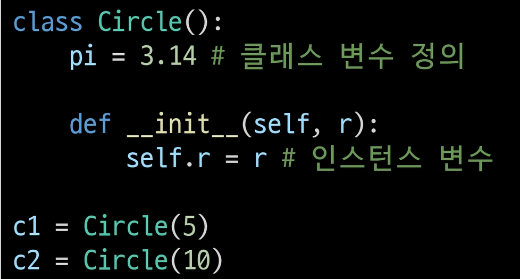 class Circle():
    pi = 3.14 # 클래스 변수 정의
    def __init__(self, r):
        self.r = r # 인스턴스 변수
c1 = Circle(5)
c2 = Circle(10)